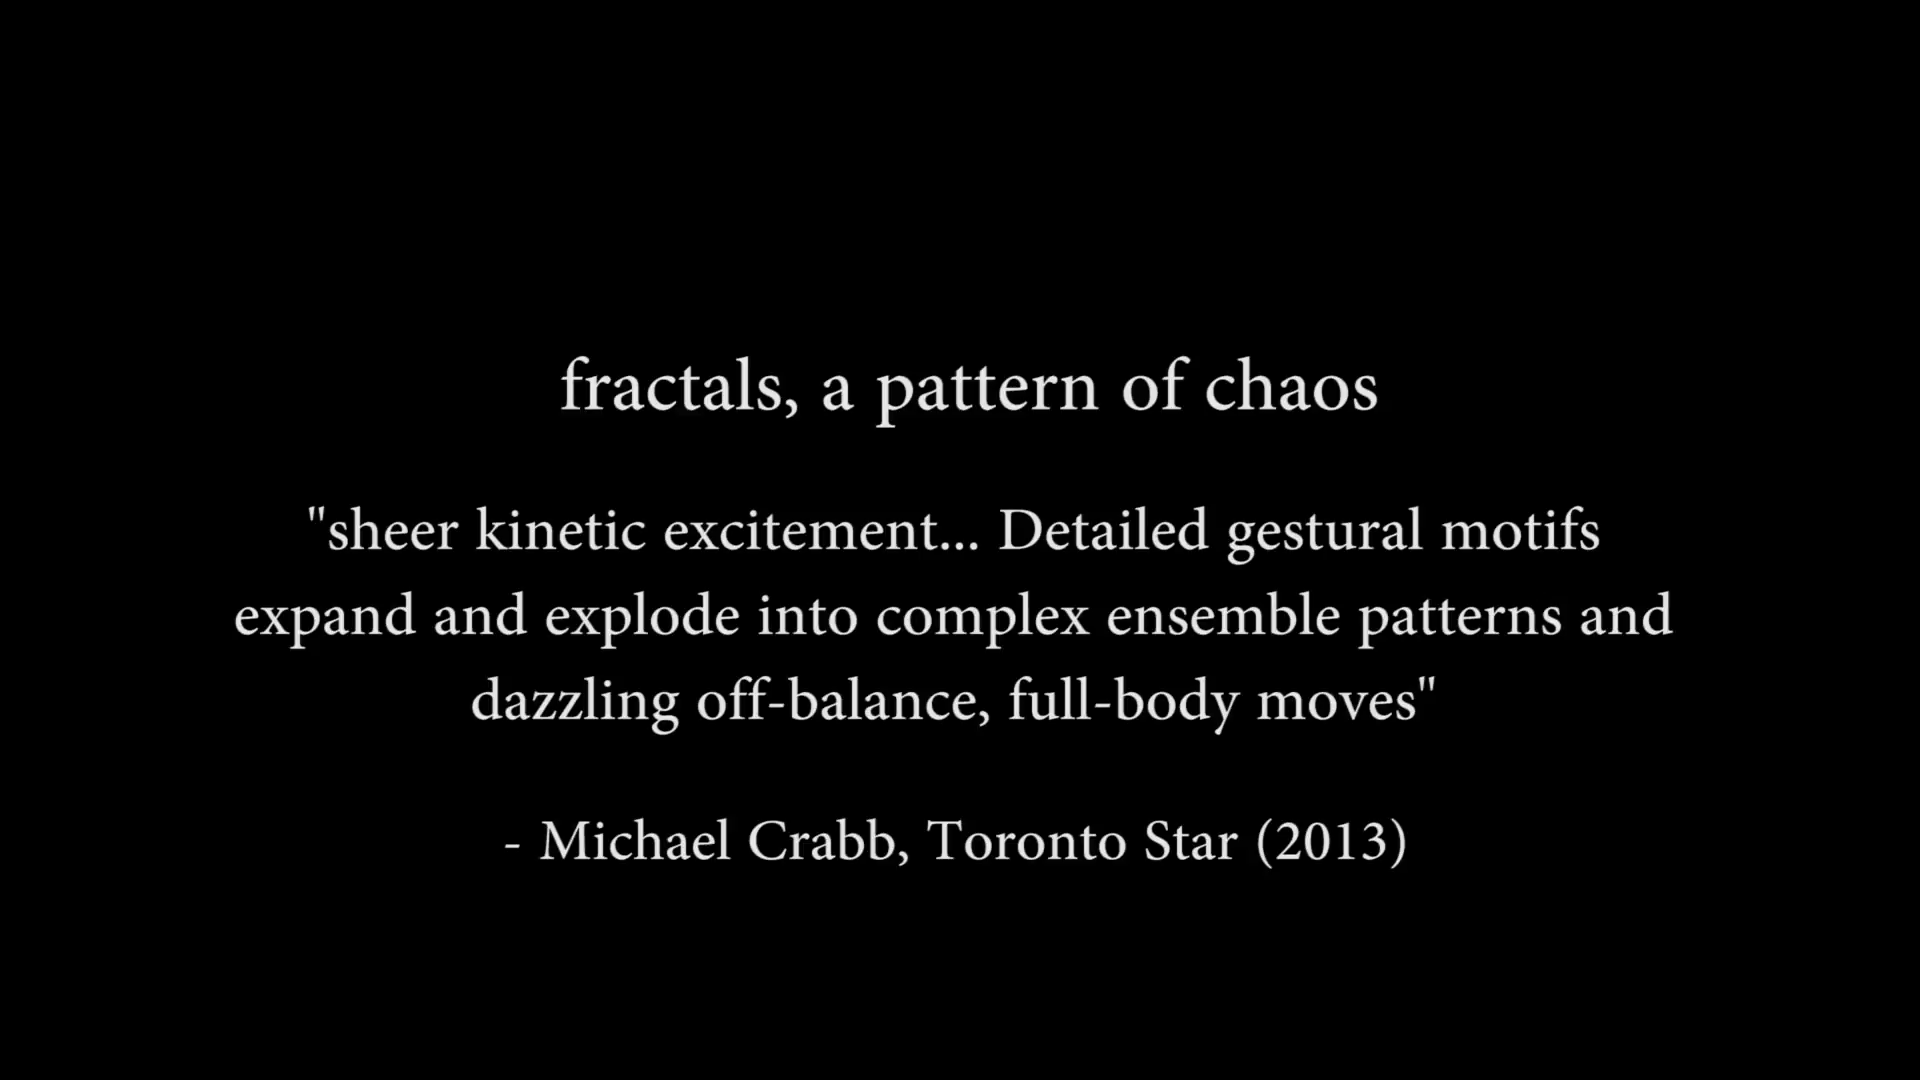 fractals, a pattern of chaos
"sheer kinetic excitement... Detailed gestural motifs
expand and explode into complex ensemble patterns and
dazzling off-balance, full-body moves"
- Michael Crabb, Toronto Star (2013)